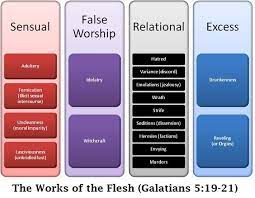 Sensual
Adultery
Fornication
(illicit sexual
intercourse)
Uncleanness
(moral impurity)
Lasciviousness
(unbridled lust)
False
Worship
Idolatry
Witchcraft
Relational
Hatred
Variance (discord)
Emulations (jealousy)
Wrath
Strife
Seditions (dissension)
Heresies (factions)
Envying
Murders
Excess
Drunkenness
Reveling
(or Orgies)
The Works of the Flesh (Galatians 5:19-21)